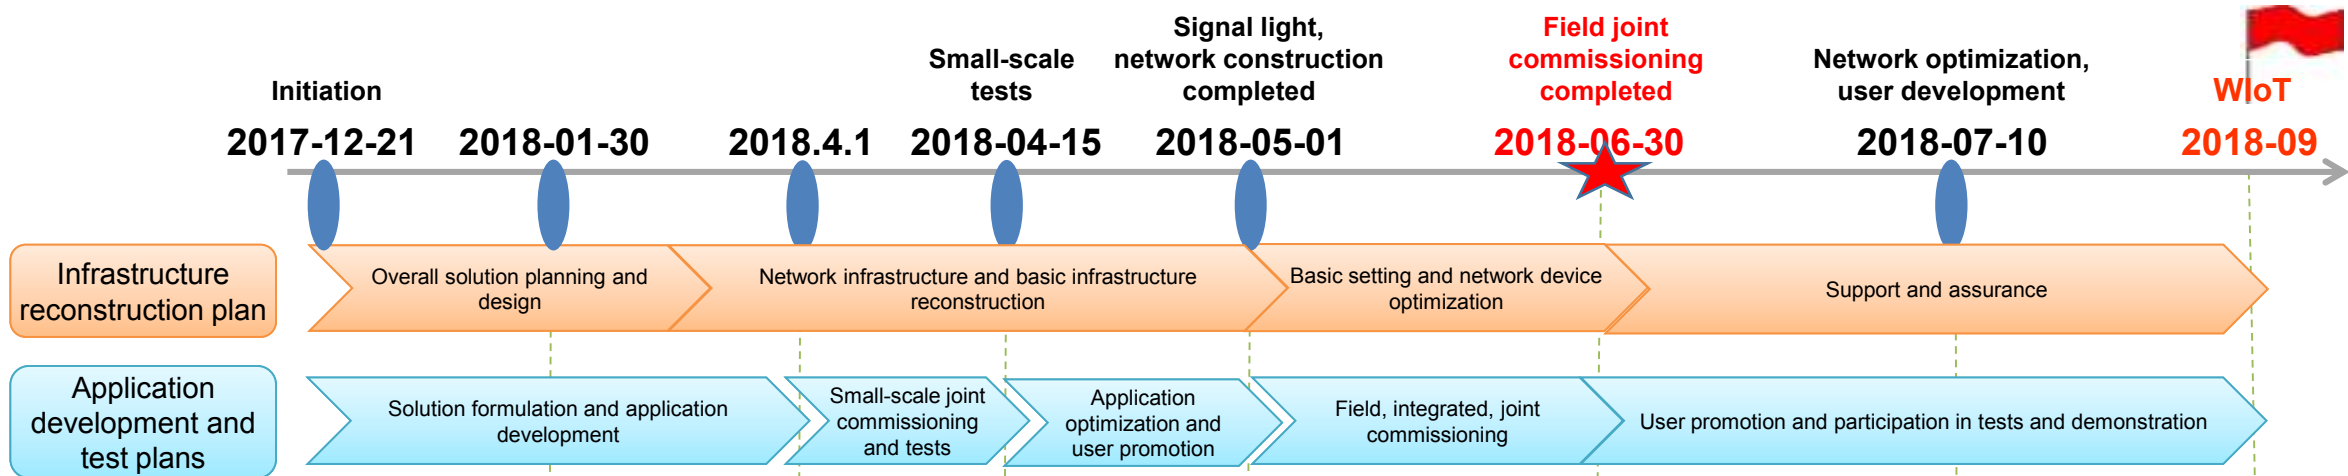 Initiation
2017-12-21
2018-01-30
2018.4.1
Small-scale
tests
2018-04-15
Signal light,
network construction
completed
2018-05-01
Field joint
commissioning
completed
2018-06-30
Network optimization,
user development
2018-07-10
WIoT
2018-09
Infrastructure
reconstruction plan
Overall solution planning and
design
Network infrastructure and basic infrastructure
reconstruction
Basic setting and network device
optimization
Support and assurance
Application
development and
test plans
Solution formulation and application
development
Small-scale joint
commissioning
and tests
Application
optimization and
user promotion
Field, integrated, joint
commissioning
User promotion and participation in tests and demonstration